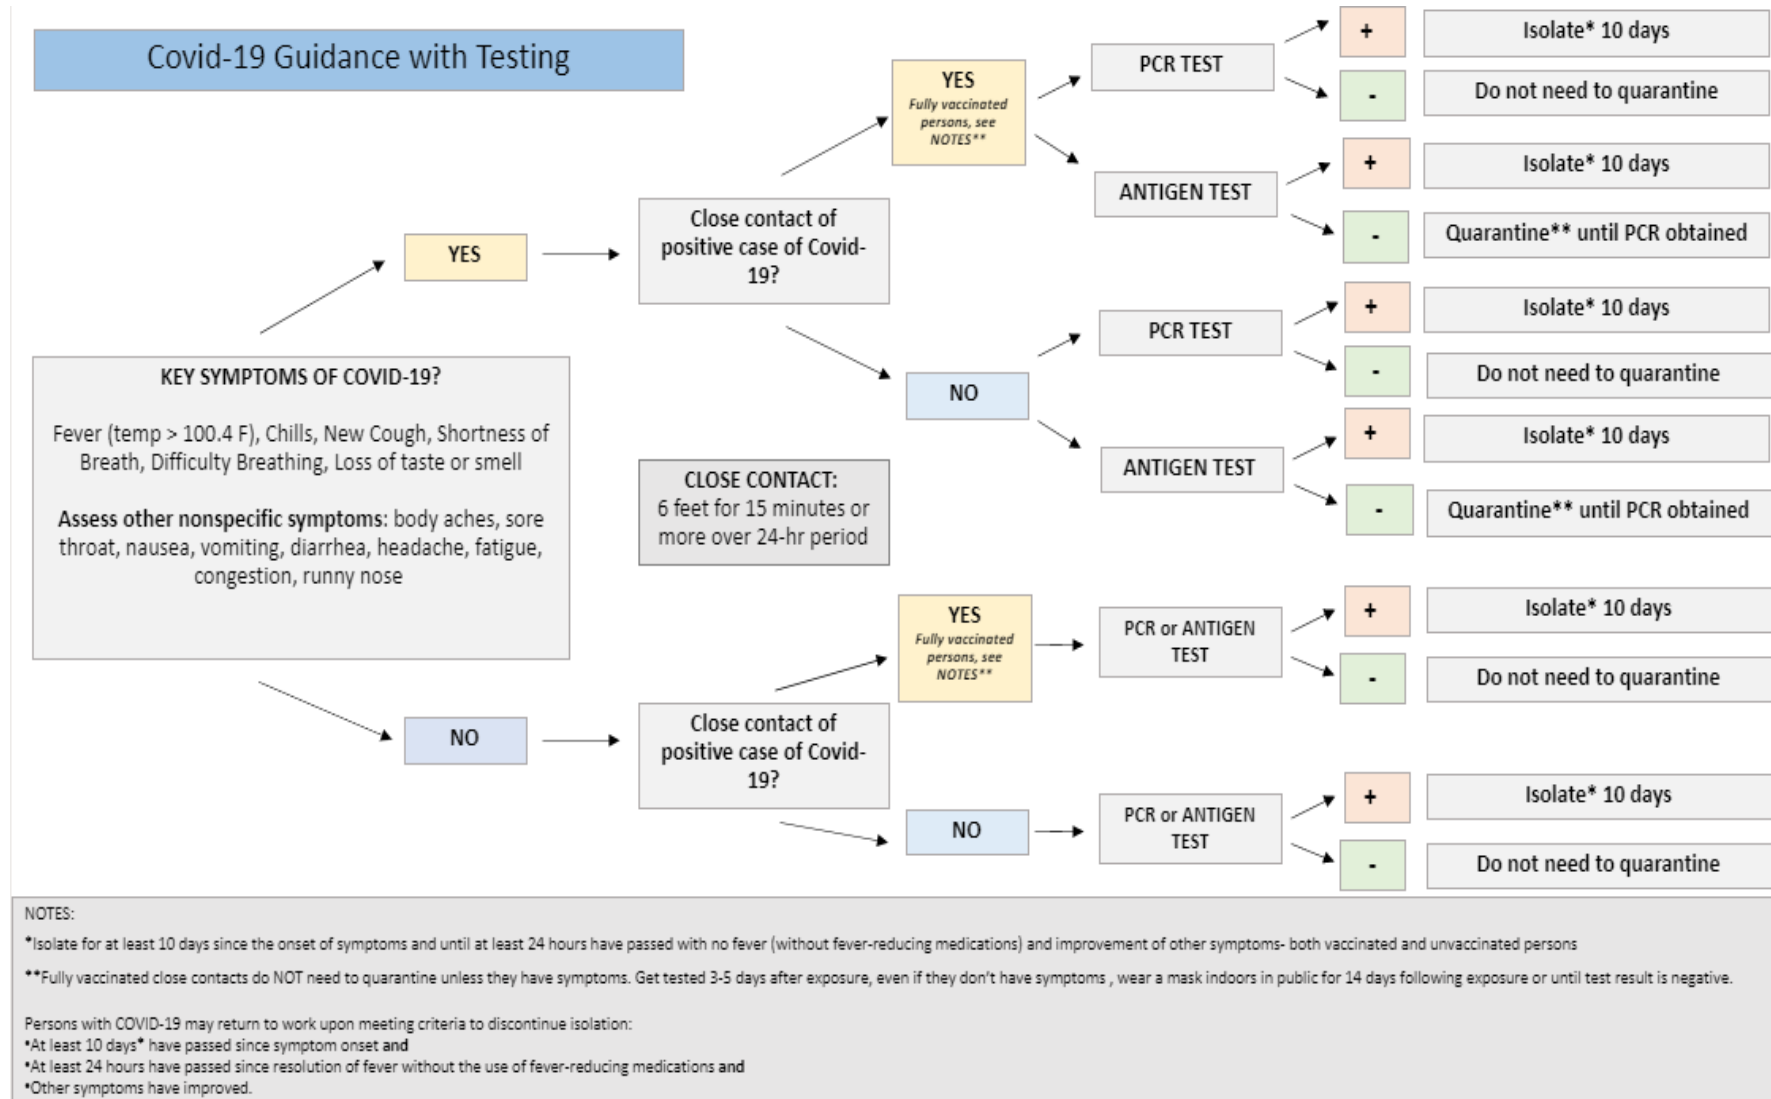 Covid-19 Guidance with Testing
KEY SYMPTOMS OF COVID-19?
Fever (temp > 100.4 F), Chills, New Cough, Shortness of
Breath, Difficulty Breathing, Loss of taste or smell
Assess other nonspecific symptoms: body aches, sore
throat, nausea, vomiting, diarrhea, headache, fatigue,
congestion, runny nose
YES
Close contact of
positive case of Covid-
19?
YES
Fully vaccinated
persons, see
NOTES**
PCR TEST
+
Isolate* 10 days
-
Do not need to quarantine
ANTIGEN TEST
+
Isolate* 10 days
-
Quarantine** until PCR obtained
NO
PCR TEST
+
Isolate* 10 days
-
Do not need to quarantine
ANTIGEN TEST
+
Isolate* 10 days
-
Quarantine** until PCR obtained
CLOSE CONTACT:
6 feet for 15 minutes or
more over 24-hr period
NO
Close contact of
positive case of Covid-
19?
YES
Fully vaccinated
persons, see
NOTES**
PCR or ANTIGEN
TEST
+
Isolate* 10 days
-
Do not need to quarantine
NO
PCR or ANTIGEN
TEST
+
Isolate* 10 days
-
Do not need to quarantine
NOTES:
*Isolate for at least 10 days since the onset of symptoms and until at least 24 hours have passed with no fever (without fever-reducing medications) and improvement of other symptoms- both vaccinated and unvaccinated persons
**Fully vaccinated close contacts do NOT need to quarantine unless they have symptoms. Get tested 3-5 days after exposure, even if they don't have symptoms , wear a mask indoors in public for 14 days following exposure or until test result is negative.
Persons with COVID-19 may return to work upon meeting criteria to discontinue isolation:
•At least 10 days* have passed since symptom onset and
•At least 24 hours have passed since resolution of fever without the use of fever-reducing medications and
•Other symptoms have improved.